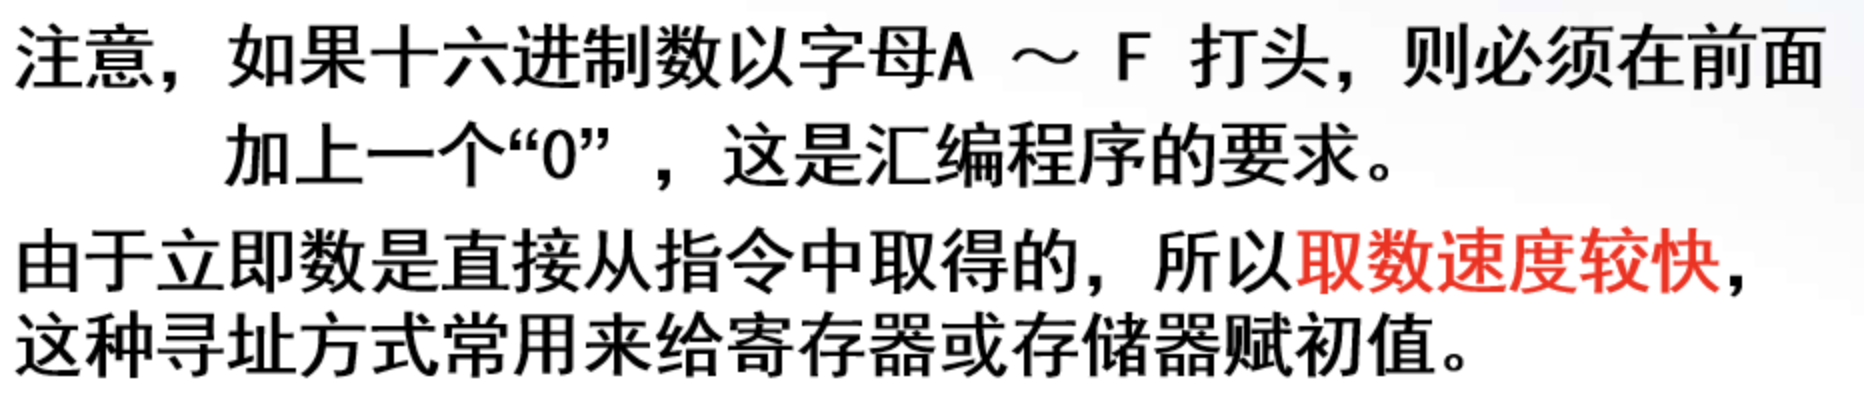 注意，如果十六进制数以字母A ～ F 打头，则必须在前面
加上一个“0” ，这是汇编程序的要求。
由于立即数是直接从指令中取得的，所以取数速度较快，
这种寻址方式常用来给寄存器或存储器赋初值。